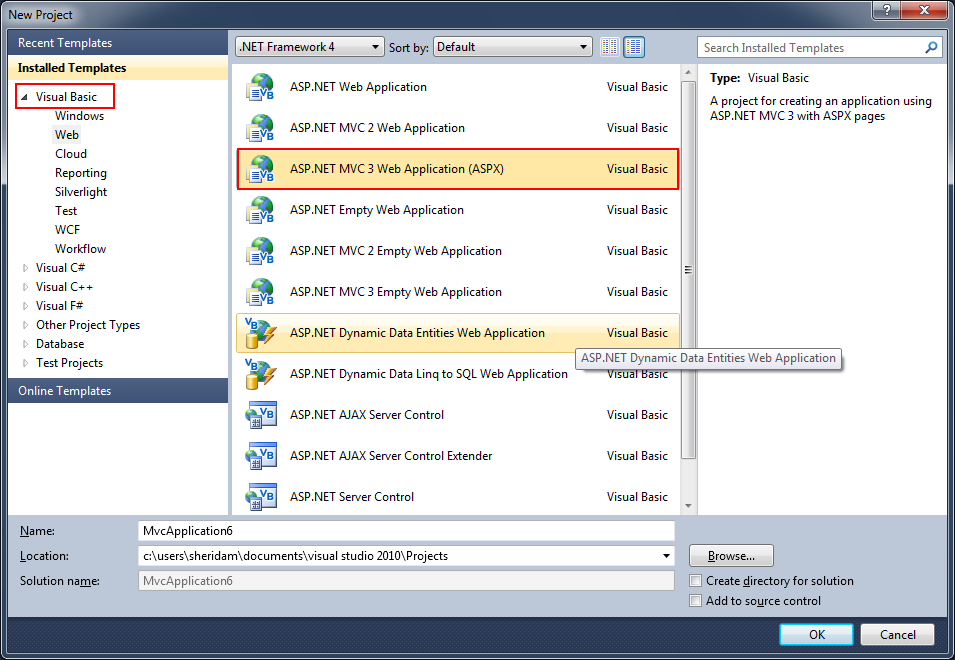 New Project
Recent Templates
Installed Templates
Visual Basic
Windows
Web
Cloud
Reporting
Silverlight
Test
WCF
Workflow
Visual C#
Visual C++
Visual F#
Other Project Types
Database
Test Projects
Online Templates
.NET Framework 4 Sort by: Default
ASP.NET Web Application Visual Basic
ASP.NET MVC 2 Web Application Visual Basic
ASP.NET MVC 3 Web Application (ASPX) Visual Basic
ASP.NET Empty Web Application Visual Basic
ASP.NET MVC 2 Empty Web Application Visual Basic
ASP.NET MVC 3 Empty Web Application Visual Basic
ASP.NET Dynamic Data Entities Web Application Visual Basic
ASP.NET Dynamic Data Entities Web Application
ASP.NET Dynamic Data Linq to SQL Web Application Visual Basic
ASP.NET AJAX Server Control Visual Basic
ASP.NET AJAX Server Control Extender Visual Basic
ASP.NET Server Control Visual Basic
Search Installed Templates
Type: Visual Basic
A project for creating an application using
ASP.NET MVC 3 with ASPX pages
Name: MvcApplication6
Location: c:\users\sheridam\documents\visual studio 2010\Projects Browse...
Solution name: MvcApplication6 Create directory for solution
Add to source control
OK Cancel